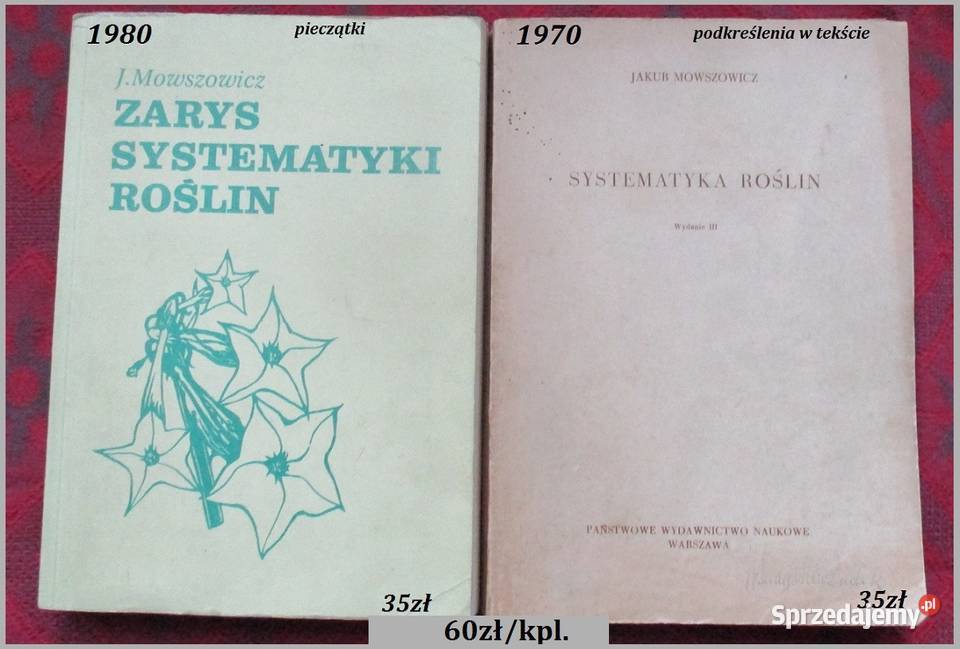 1980
pieczątki
J.Mowszowicz
ZARYS
SYSTEMATYKI
ROŚLIN
35zł
1970
podkreślenia w tekście
JAKUB MOWSZOWICZ
SYSTEMATYKA ROŚLIN
Wydanie III
PAŃSTWOWE WYDAWNICTWO NAUKOWE
WARSZAWA
35zł
Sprzedajemy.pl
60zł/kpl.